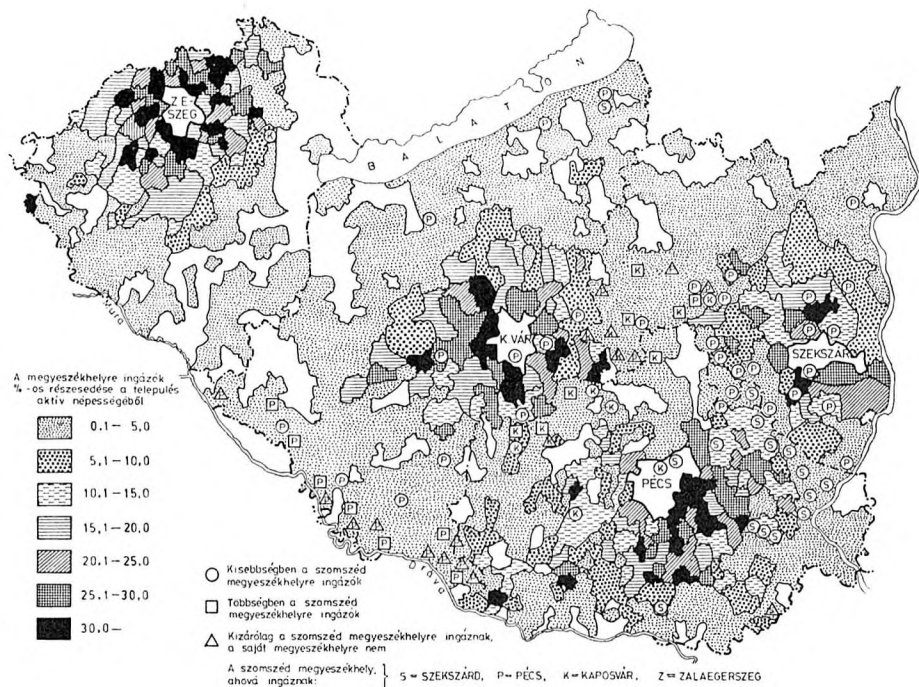 Z E -
SZEG
BALATON
K VÁR
SZEKSZÁRD
PÉCS
Mura
Dráva
A megyeszékhelyre ingázók
% -os részesedése a település
aktív népességéből
0,1 — 5,0
5,1 — 10,0
10,1 — 15,0
15,1 — 20,0
20,1 — 25,0
25,1 — 30,0
30,0 —
Kisebbségben a szomszéd
megyeszékhelyre ingázók
Többségben a szomszéd
megyeszékhelyre ingázók
Kizárólag a szomszéd megyeszékhelyre ingáznak,
a saját megyeszékhelyre nem
A szomszéd megyeszékhely,
ahová ingáznak:
S = SZEKSZÁRD, P = PÉCS, K = KAPOSVÁR, Z = ZALAEGERSZEG